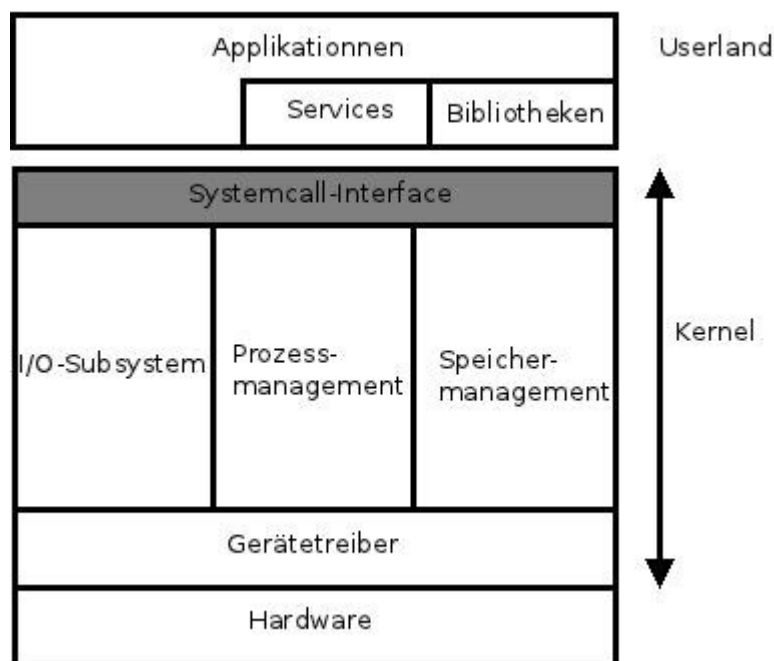 Applikationnen
Userland
Services
Bibliotheken
Systemcall-Interface
I/O-Subsystem
Prozess-
management
Speicher-
management
Kernel
Gerätetreiber
Hardware